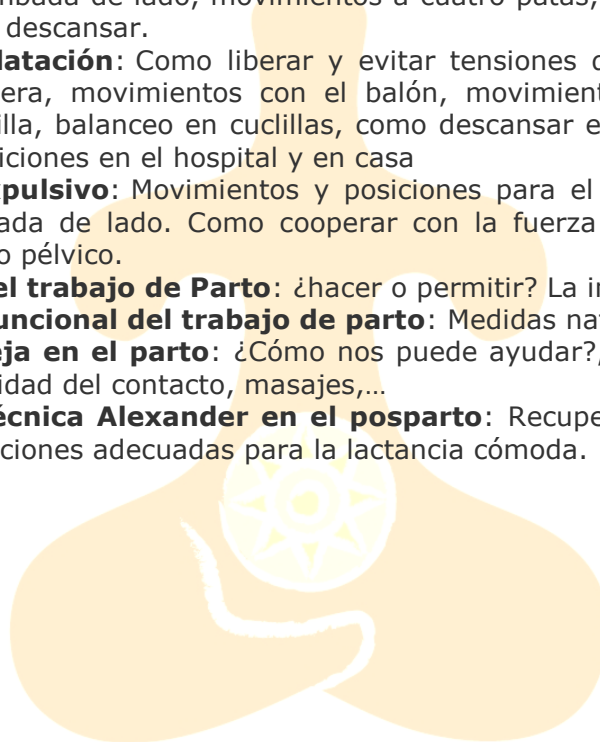 bada de lado, movimientos a cuatro patas,
descansar.
latación: Como liberar y evitar tensiones
era, movimientos con el balón, movimient
illa, balanceo en cuclillas, como descansar e
iciones en el hospital y en casa
xpulsivo: Movimientos y posiciones para el
ada de lado. Como cooperar con la fuerza
o pélvico.
el trabajo de Parto: ¿hacer o permitir? La i
uncional del trabajo de parto: Medidas nat
eja en el parto: ¿Cómo nos puede ayudar?,
idad del contacto, masajes,…
écnica Alexander en el posparto: Recupe
ciones adecuadas para la lactancia cómoda.